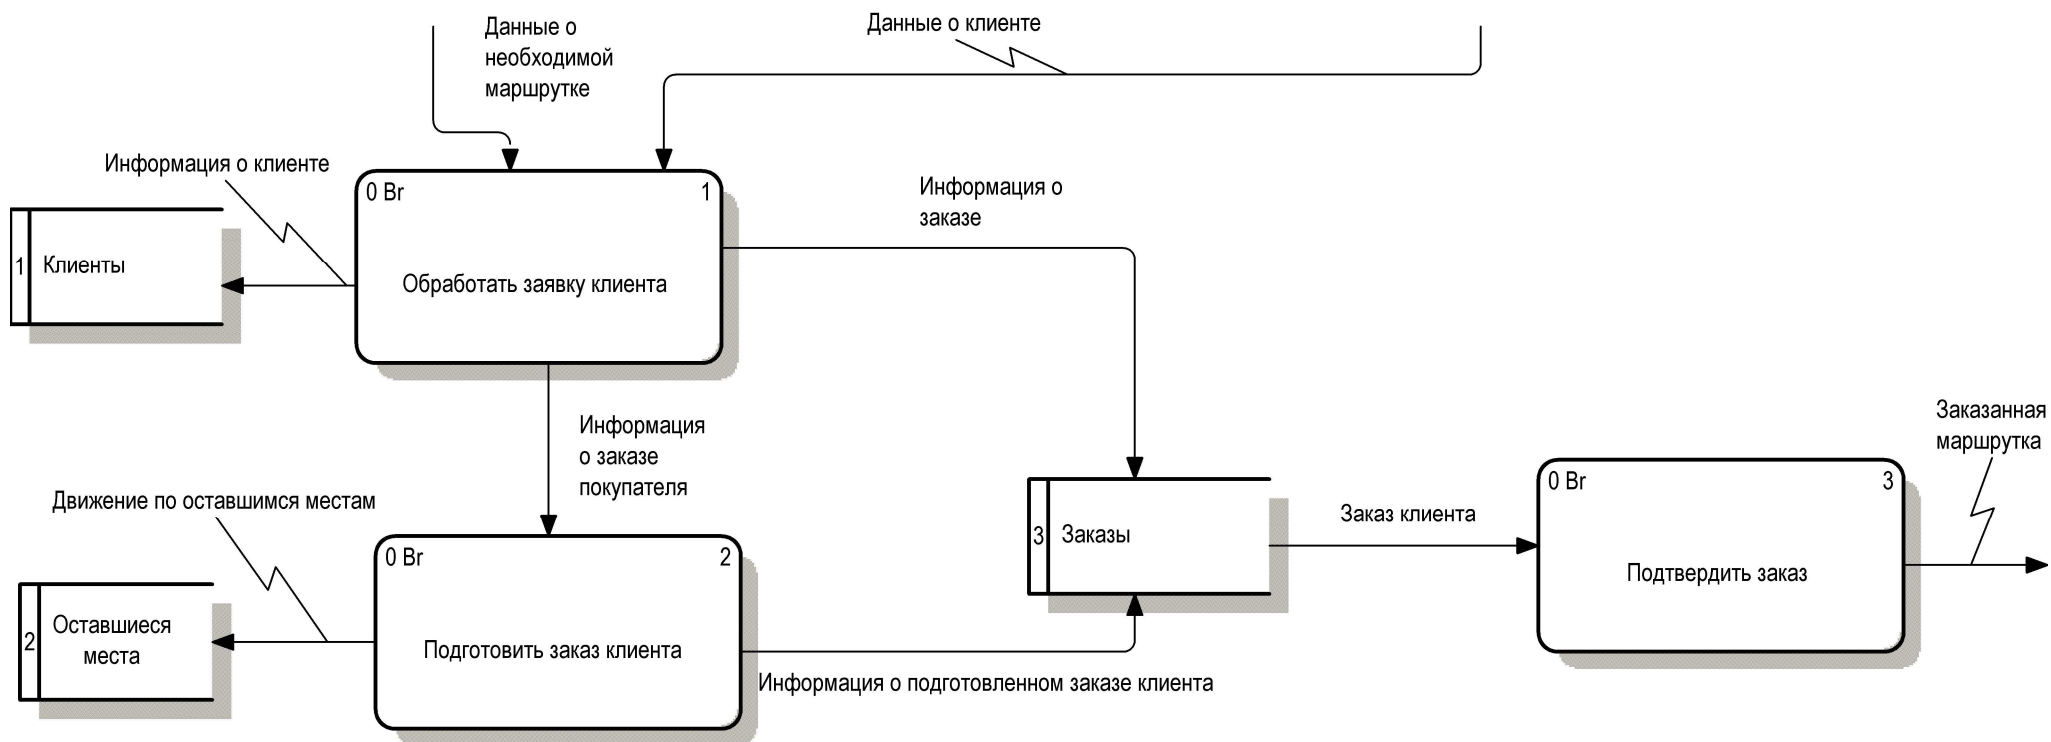 Данные о
необходимой
маршрутке
Данные о клиенте
Информация о клиенте
0 Br
1
Обработать заявку клиента
1
Клиенты
Информация о
заказе
Информация
о заказе
покупателя
Движение по оставшимся местам
2
Оставшиеся
места
0 Br
2
Подготовить заказ клиента
Информация о подготовленном заказе клиента
3
Заказы
Заказ клиента
0 Br
3
Подтвердить заказ
Заказанная
маршрутка